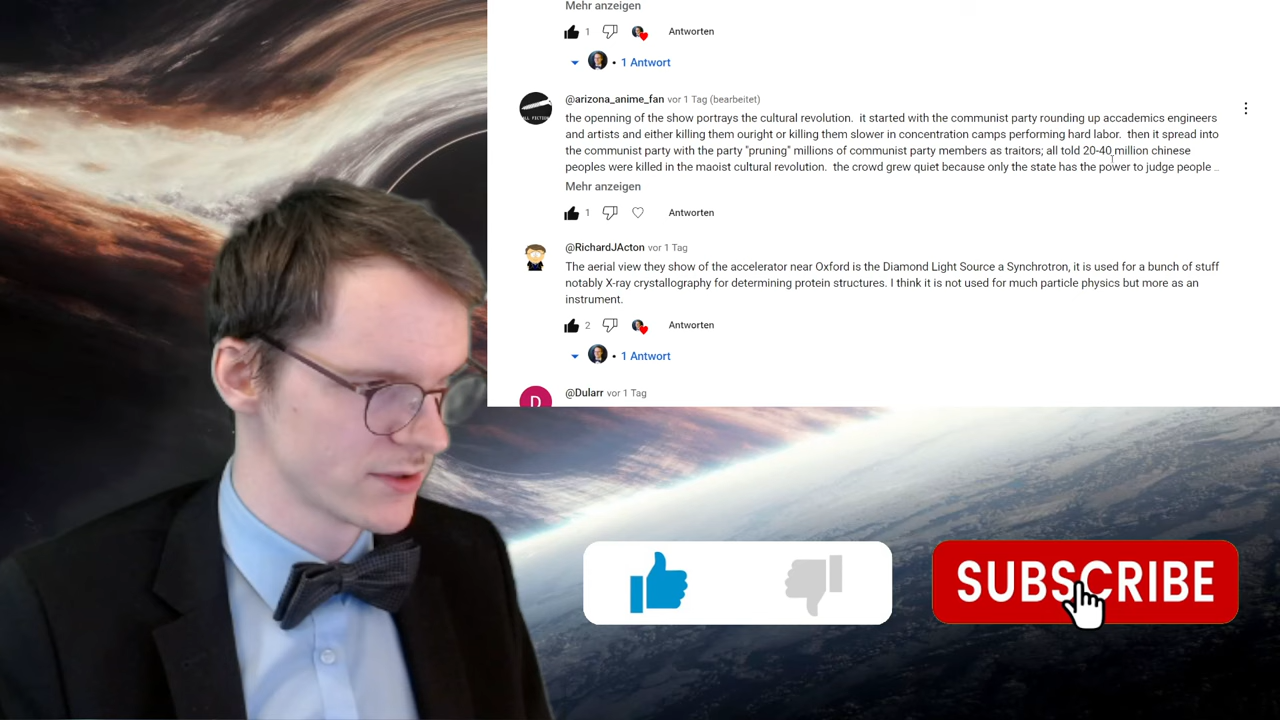 Mehr anzeigen
1 Antworten
1 Antwort
@arizona_anime_fan vor 1 Tag (bearbeitet)
the openning of the show portrays the cultural revolution. it started with the communist party rounding up accademics engineers
and artists and either killing them ouright or killing them slower in concentration camps performing hard labor. then it spread into
the communist party with the party "pruning" millions of communist party members as traitors; all told 20-40 million chinese
peoples were killed in the maoist cultural revolution. the crowd grew quiet because only the state has the power to judge people ...
Mehr anzeigen
1 Antworten
@RichardJActon vor 1 Tag
The aerial view they show of the accelerator near Oxford is the Diamond Light Source a Synchrotron, it is used for a bunch of stuff
notably X-ray crystallography for determining protein structures. I think it is not used for much particle physics but more as an
instrument.
2 Antworten
1 Antwort
D
@Dularr vor 1 Tag
SUBSCRIBE